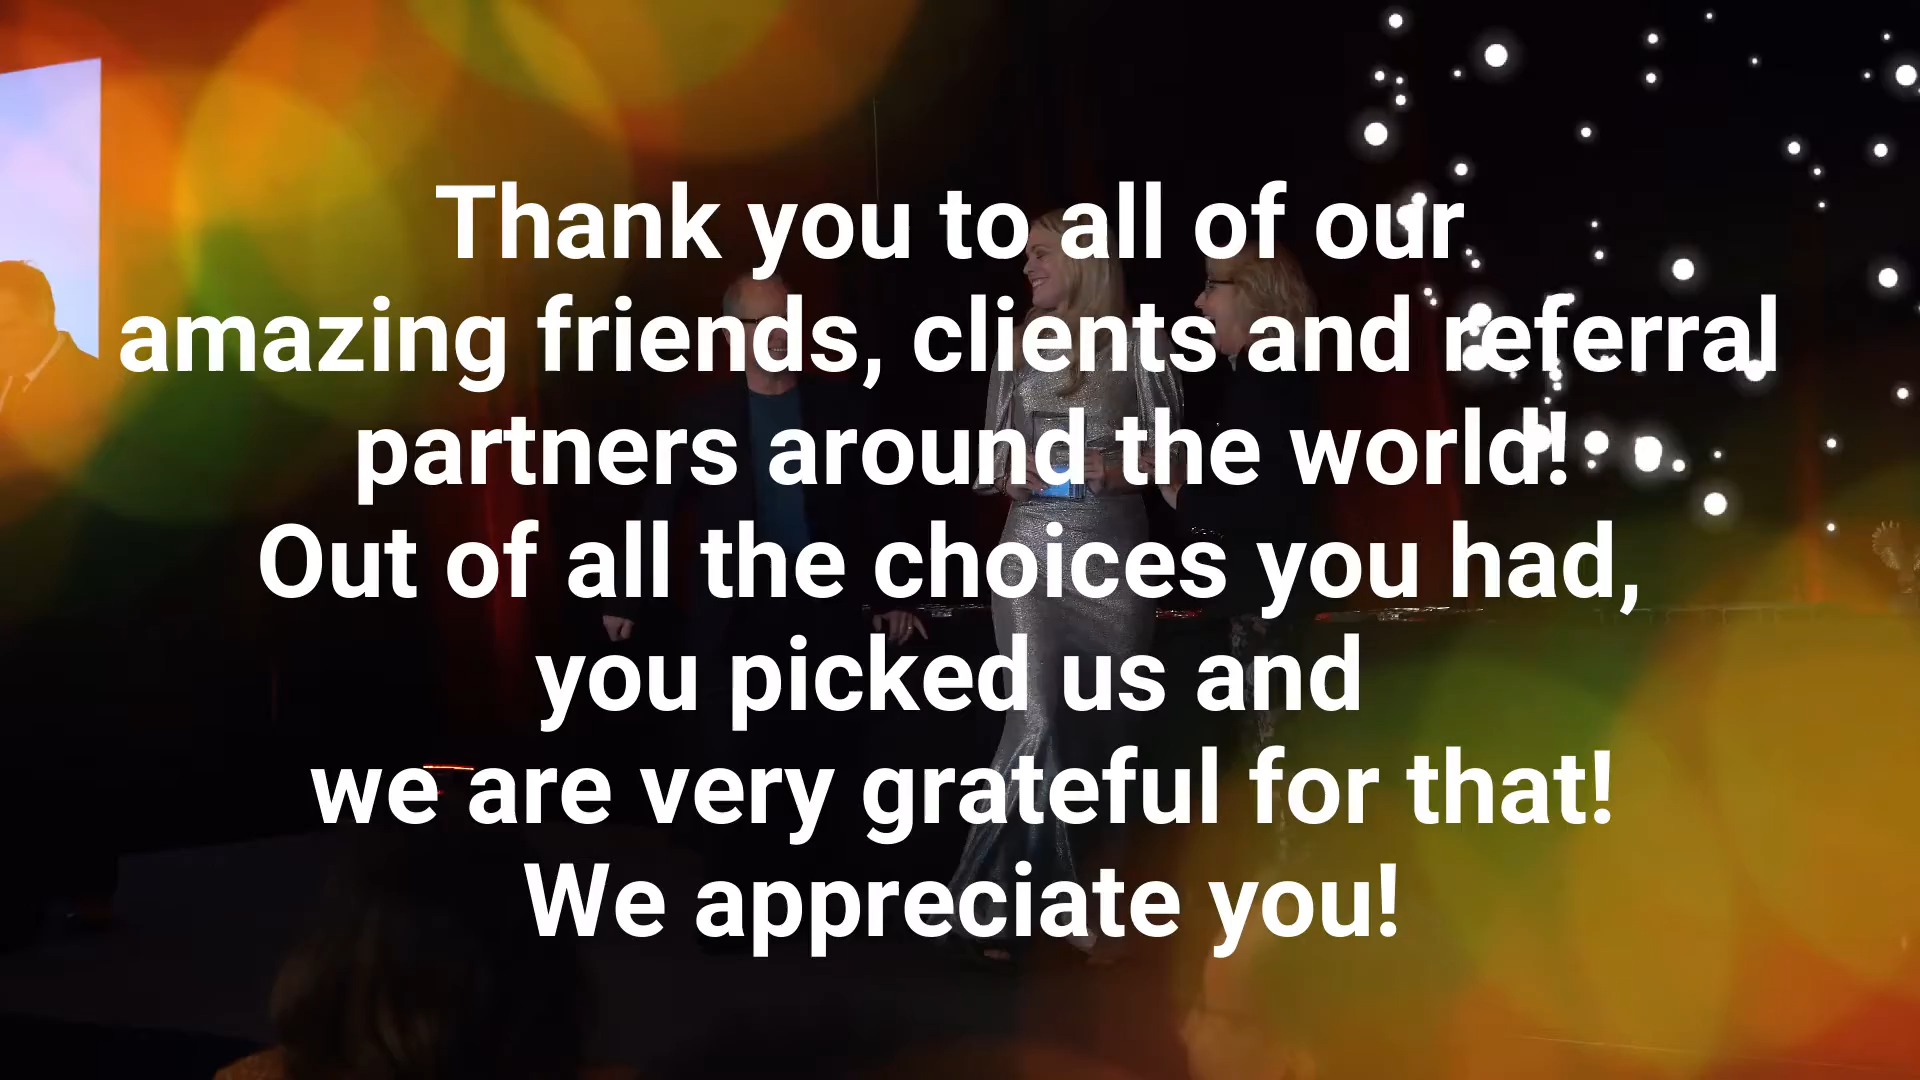 Thank you to all of our
amazing friends, clients and referral
partners around the world!
Out of all the choices you had,
you picked us and
we are very grateful for that!
We appreciate you!